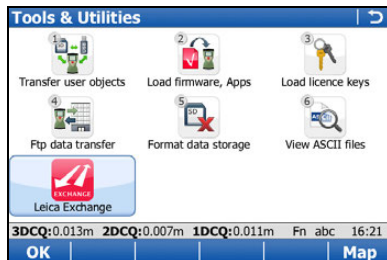 Tools & Utilities
1 2 3
Transfer user objects Load firmware, Apps Load licence keys
4 5 SD 6
Ftp data transfer Format data storage View ASCII files
EXCHANGE
Leica Exchange
3DCQ:0.013m 2DCQ:0.007m 1DCQ:0.011m Fn abc 16:21
OK Map